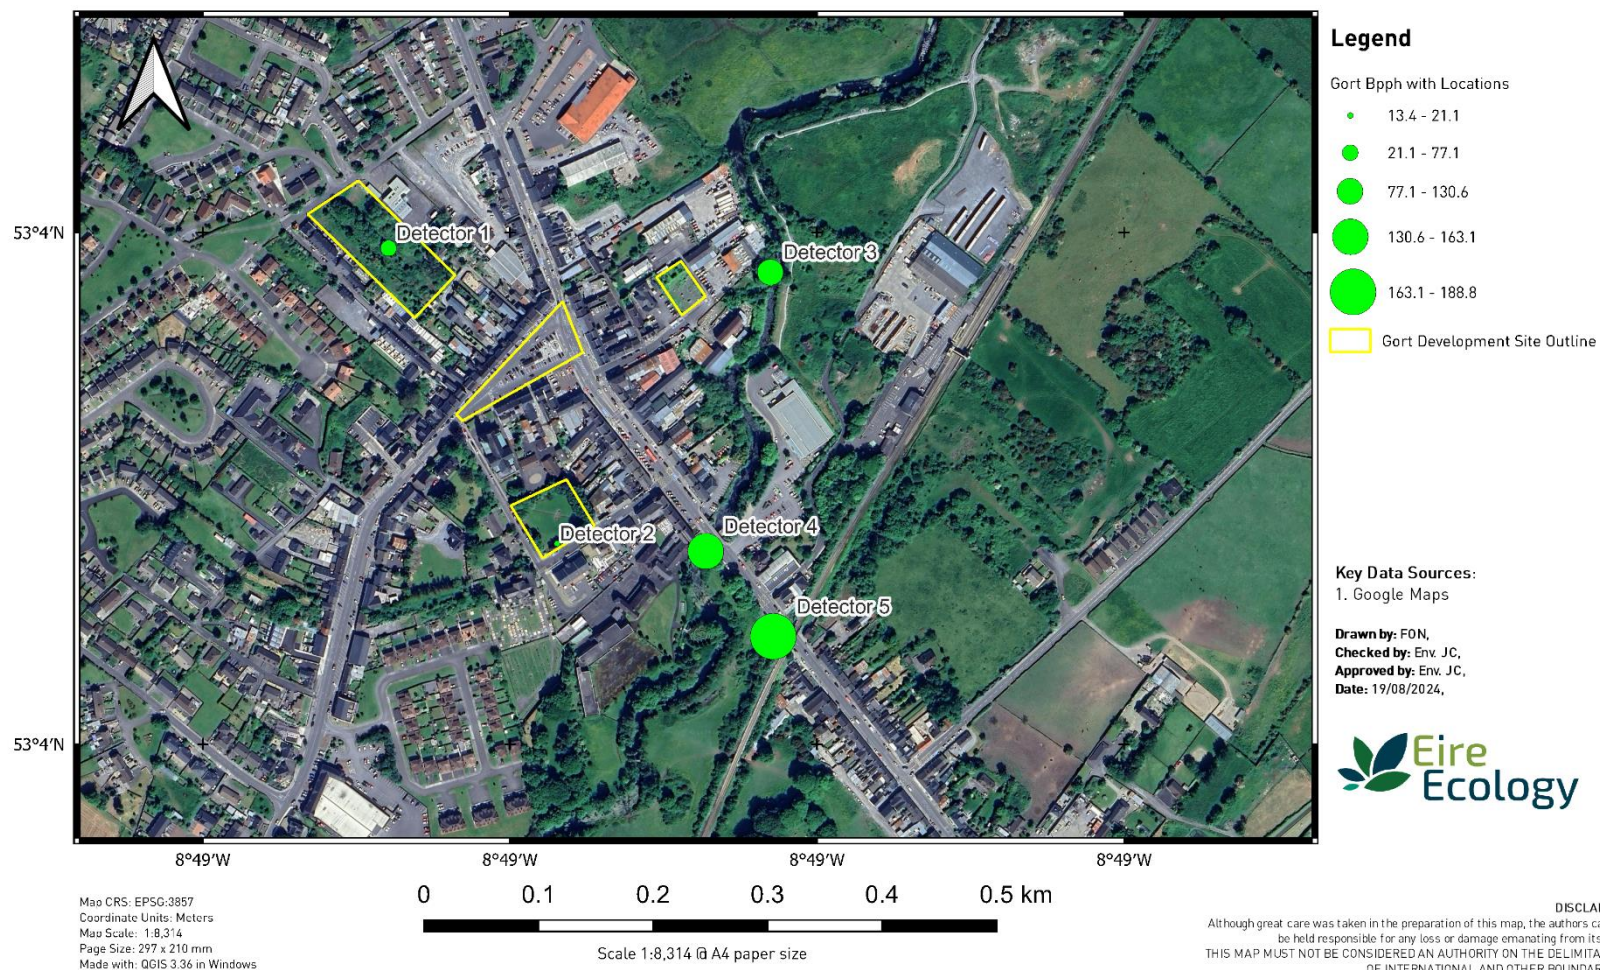 Legend
Gort Bpph with Locations
13.4 - 21.1
21.1 - 77.1
77.1 - 130.6
130.6 - 163.1
163.1 - 188.8
Gort Development Site Outline
Detector 1
Detector 3
Detector 2
Detector 4
Detector 5
53°4'N
53°4'N
8°49'W
8°49'W
8°49'W
8°49'W
Key Data Sources:
1. Google Maps
Drawn by: FON,
Checked by: Env. JC,
Approved by: Env. JC,
Date: 19/08/2024,
Eire
Ecology
Map CRS: EPSG:3857
Coordinate Units: Meters
Map Scale: 1:8,314
Page Size: 297 x 210 mm
Made with: QGIS 3.36 in Windows
0 0.1 0.2 0.3 0.4 0.5 km
Scale 1:8,314 @ A4 paper size
DISCLAI
Although great care was taken in the preparation of this map, the authors ca
be held responsible for any loss or damage emanating from its
THIS MAP MUST NOT BE CONSIDERED AN AUTHORITY ON THE DELIMITA
OF INTERNATIONAL AND OTHER BOUNDAR